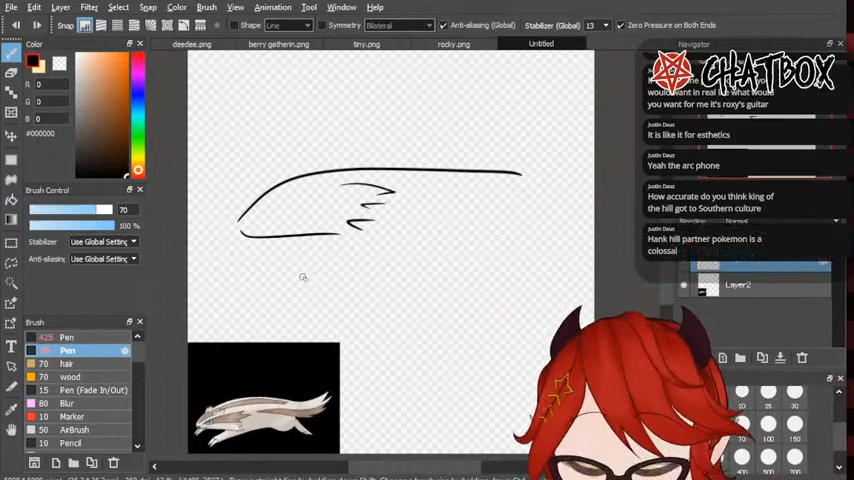 File Edit Layer Filter Select Snap Color Brush View Tool Window Help
Snap Shape Line Symmetry Bilateral Anti-aliasing (Global) Stabilizer (Global) 13 Zero Pressure on Both Ends
deedee.png berry gatherin.png tiny.png rocky.png Untitled
Color
R 0
G 0
B 0
#000000
Brush Control
70
100 %
Stabilizer Use Global Setting
Anti-aliasing Use Global Setting
Brush
425 Pen
Pen
70 hair
70 wood
15 Pen (Fade In/Out)
80 Blur
10 Marker
50 AirBrush
10 Pencil
Navigator
CHATBOX
would want in real
you want for me it's roxy's guitar
Justin Dauz
It is like it for esthetics
Justin Dauz
Yeah the arc phone
Justin Dauz
How accurate do you think king of
the hill got to Southern culture
Justin Dauz
Hank hill partner pokemon is a
colossal
Normal
Layer2
20 25 30
70 100 150
400 500 700